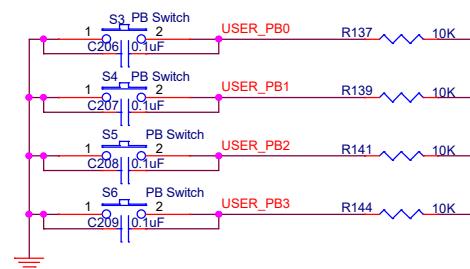 S3 PB Switch
1 2 USER_PB0 R137 10K
C206 0.1uF
S4 PB Switch
1 2 USER_PB1 R139 10K
C207 0.1uF
S5 PB Switch
1 2 USER_PB2 R141 10K
C208 0.1uF
S6 PB Switch
1 2 USER_PB3 R144 10K
C209 0.1uF